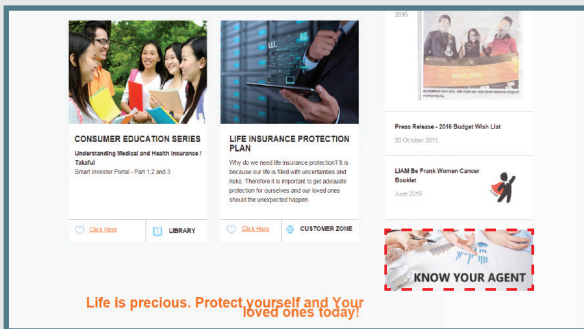 CONSUMER EDUCATION SERIES
Understanding Medical and Health Insurance /
Takaful
Smart Investor Portal - Part 1,2 and 3
Click Here
LIBRARY
LIFE INSURANCE PROTECTION
PLAN
Why do we need life insurance protection? It is
because our life is filled with uncertainties and
risks. Therefore it is important to get adequate
protection for ourselves and our loved ones
should the unexpected happen.
Click Here
CUSTOMER ZONE
2015
Press Release - 2016 Budget Wish List
20 October 2015
LIAM Be Frank Women Cancer
Booklet
June 2015
KNOW YOUR AGENT
Life is precious. Protect yourself and Your
loved ones today!